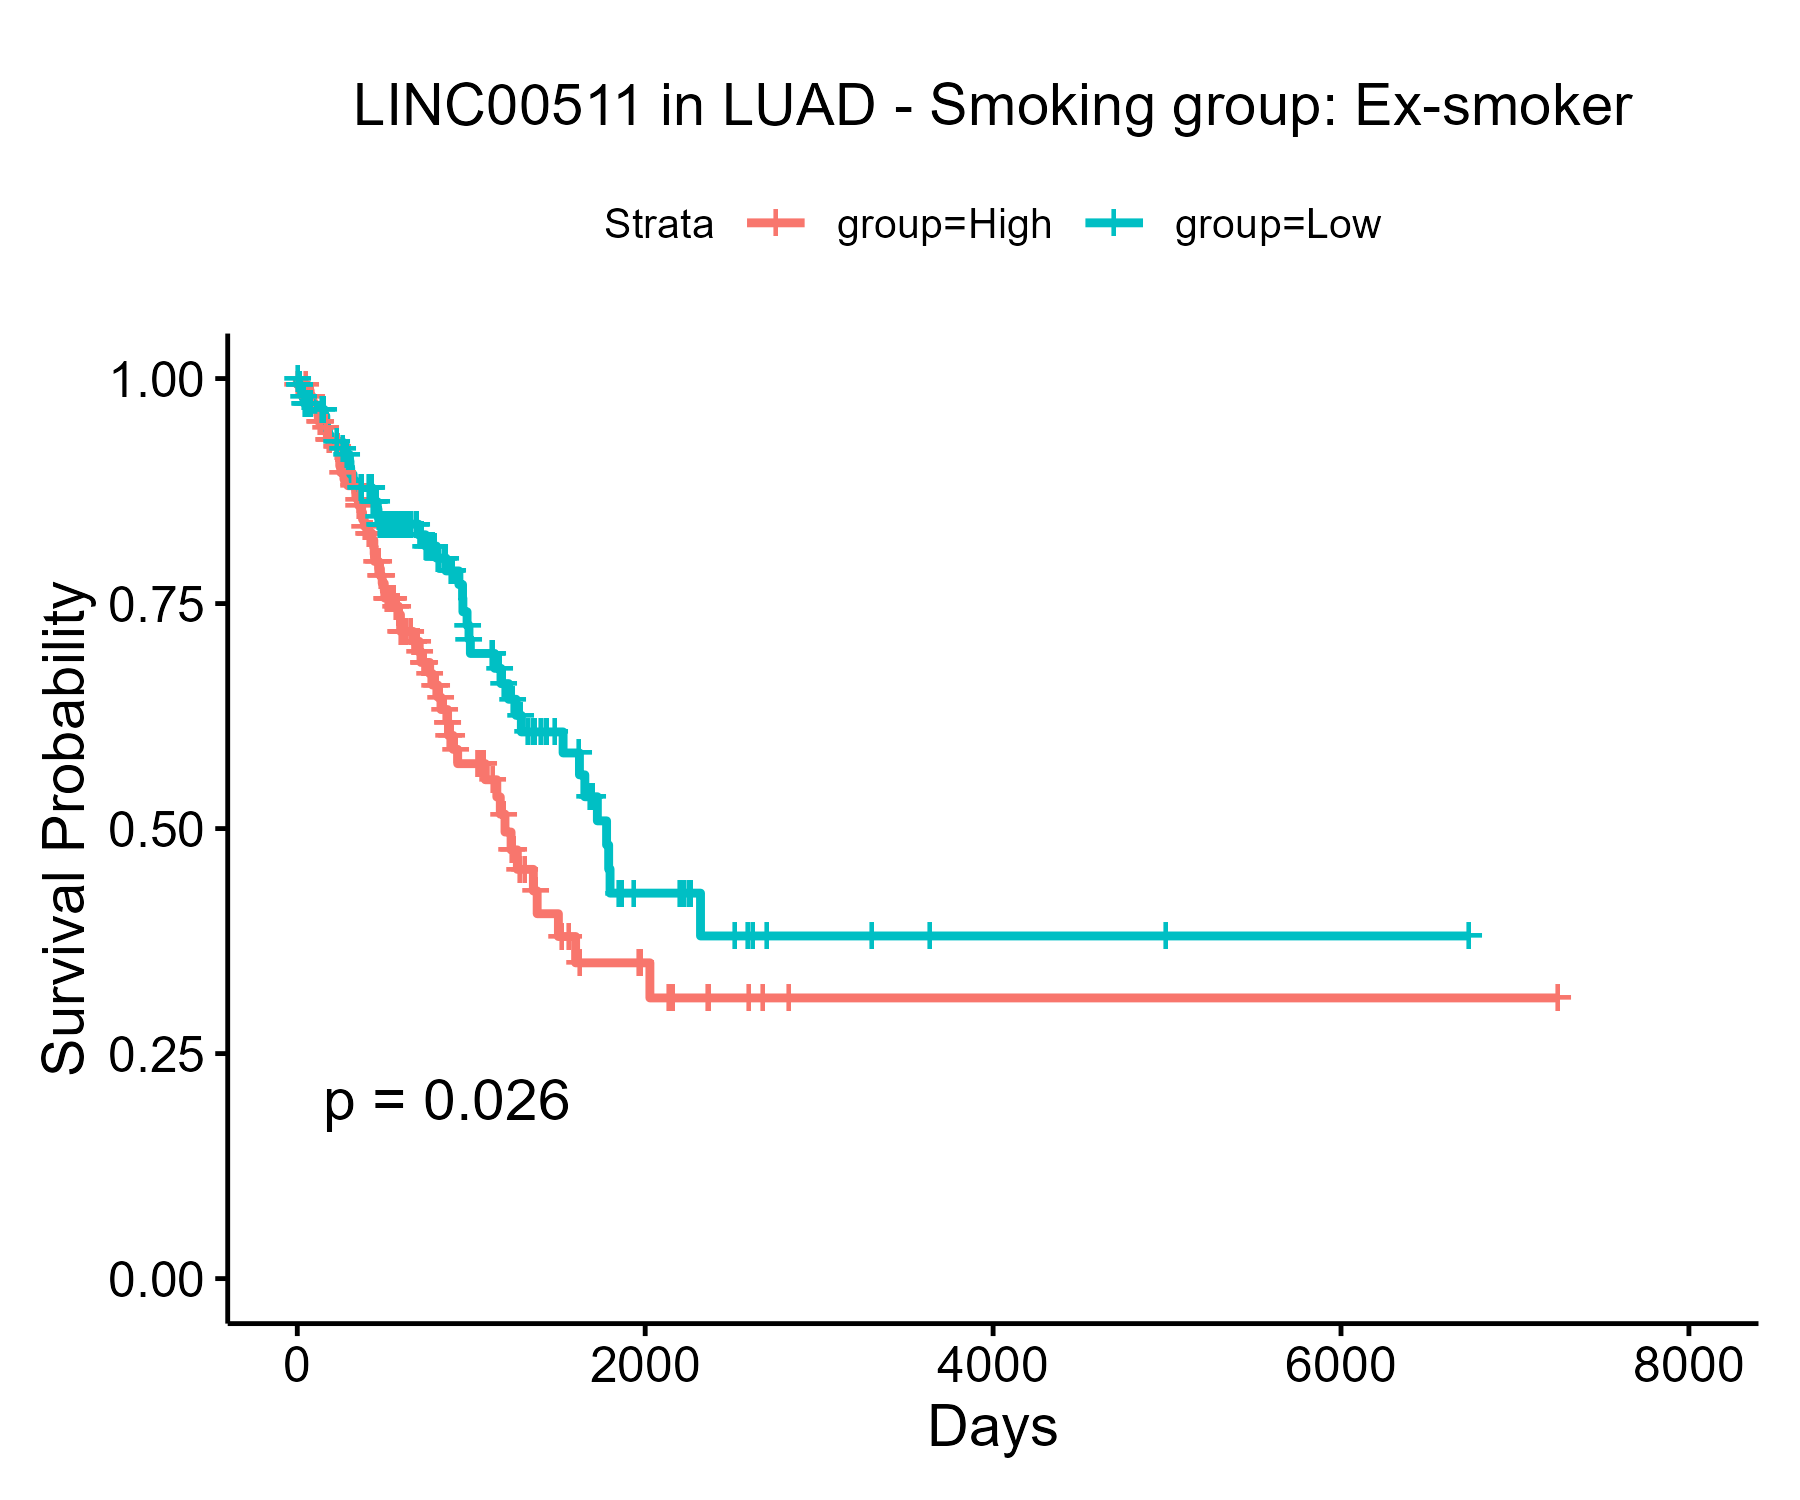 LINC00511 in LUAD - Smoking group: Ex-smoker
Strata group=High group=Low
Survival Probability
1.00
0.75
0.50
0.25
0.00
p = 0.026
0 2000 4000 6000 8000
Days